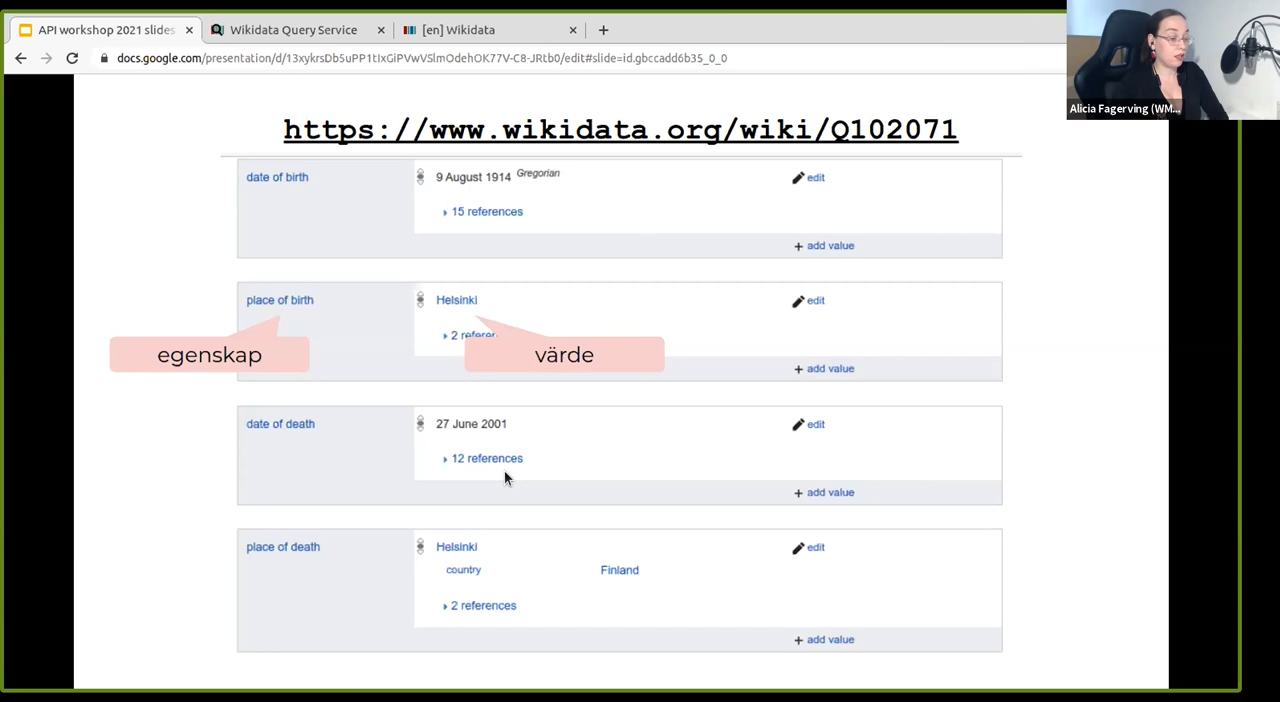 API workshop 2021 slides
Wikidata Query Service
[en] Wikidata
docs.google.com/presentation/d/13xykrsDb5uPP1tIxGiPVwVSlmOdehOK77V-C8-JRtb0/edit#slide=id.gbccadd6b35_0_0
Alicia Fagerving (WM...
https://www.wikidata.org/wiki/Q102071
date of birth
9 August 1914 Gregorian
edit
15 references
+ add value
place of birth
Helsinki
edit
2 referen
egenskap
värde
+ add value
date of death
27 June 2001
edit
12 references
+ add value
place of death
Helsinki
edit
country
Finland
2 references
+ add value